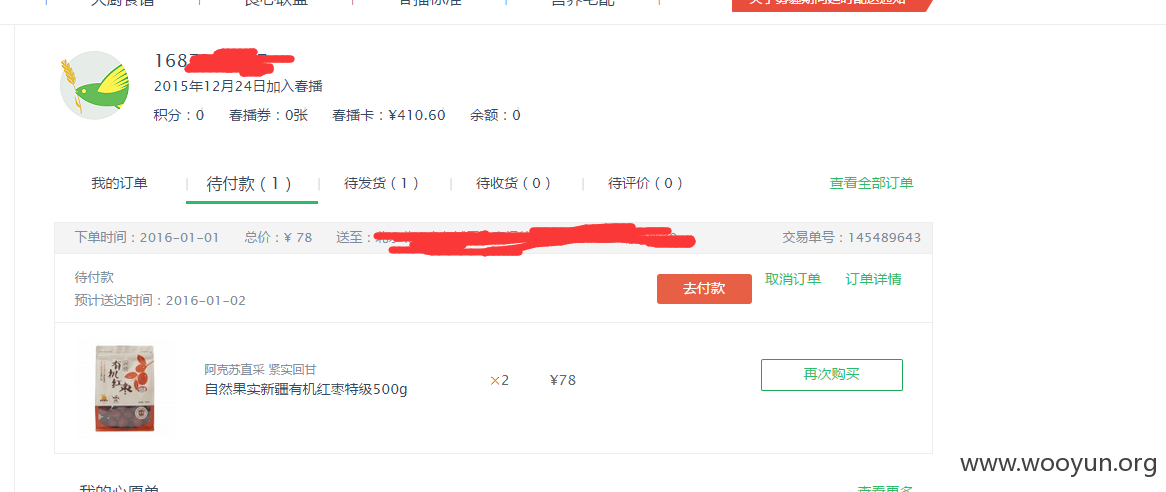 大厨食谱 良心联盟 春播标准 营养宅配
2015年12月24日加入春播
积分：0 春播券：0张 春播卡：¥410.60 余额：0
我的订单 待付款（1） 待发货（1） 待收货（0） 待评价（0） 查看全部订单
下单时间：2016-01-01 总价：¥ 78 送至： 交易单号：145489643
待付款 去付款 取消订单 订单详情
预计送达时间：2016-01-02
有机红枣
阿克苏直采 紧实回甘
自然果实新疆有机红枣特级500g ×2 ¥78 再次购买
www.wooyun.org
我的心愿单 查看更多